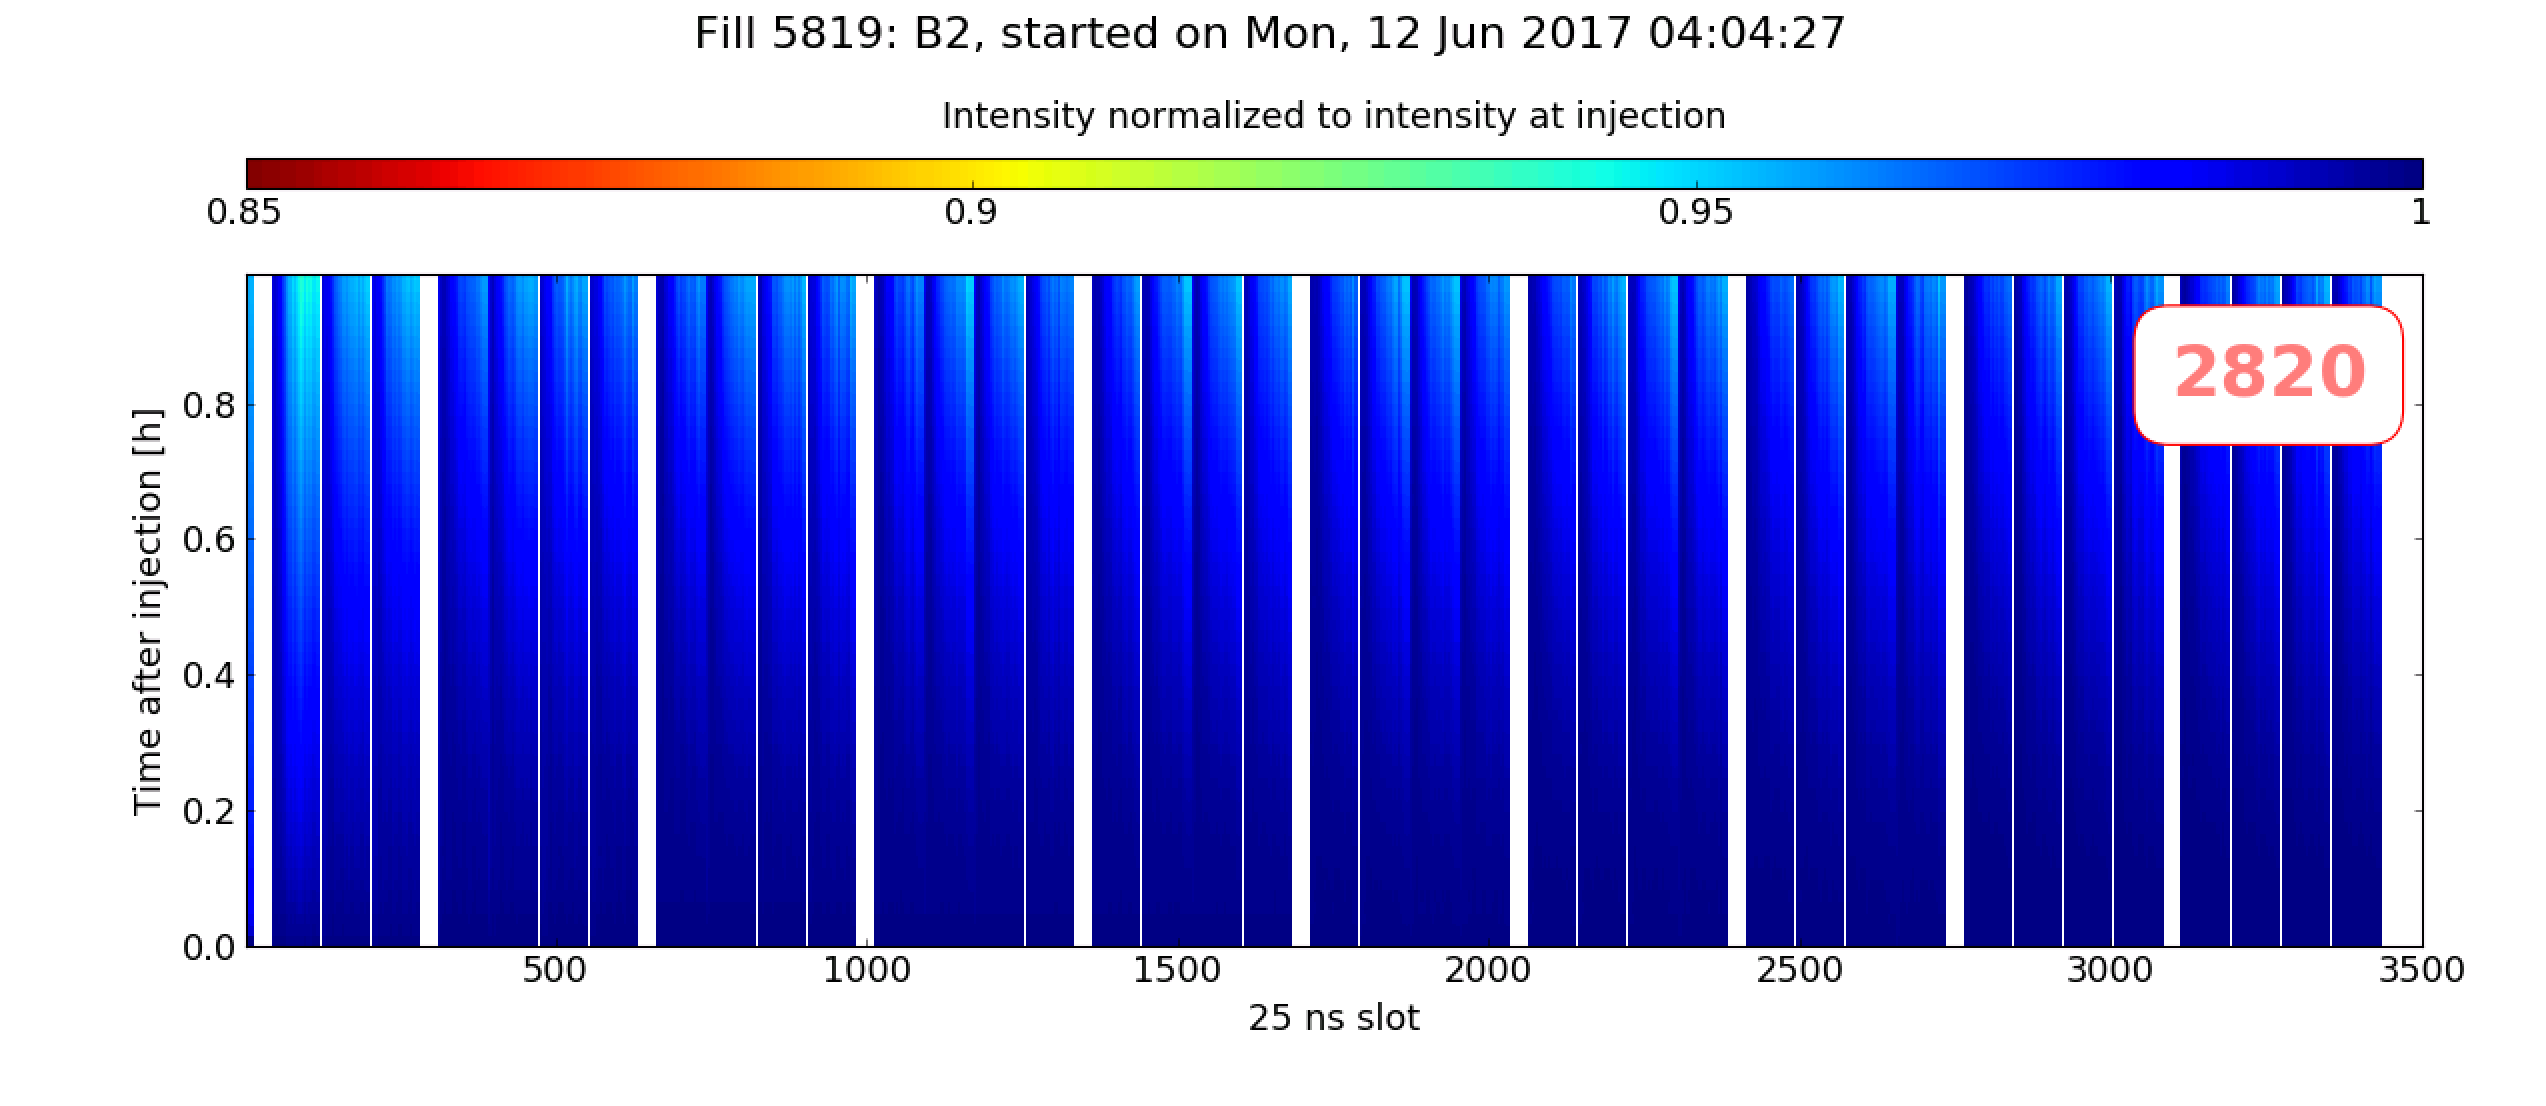 Fill 5819: B2, started on Mon, 12 Jun 2017 04:04:27
Intensity normalized to intensity at injection
0.85 0.9 0.95 1
2820
Time after injection [h]
0.8
0.6
0.4
0.2
0.0
500 1000 1500 2000 2500 3000 3500
25 ns slot